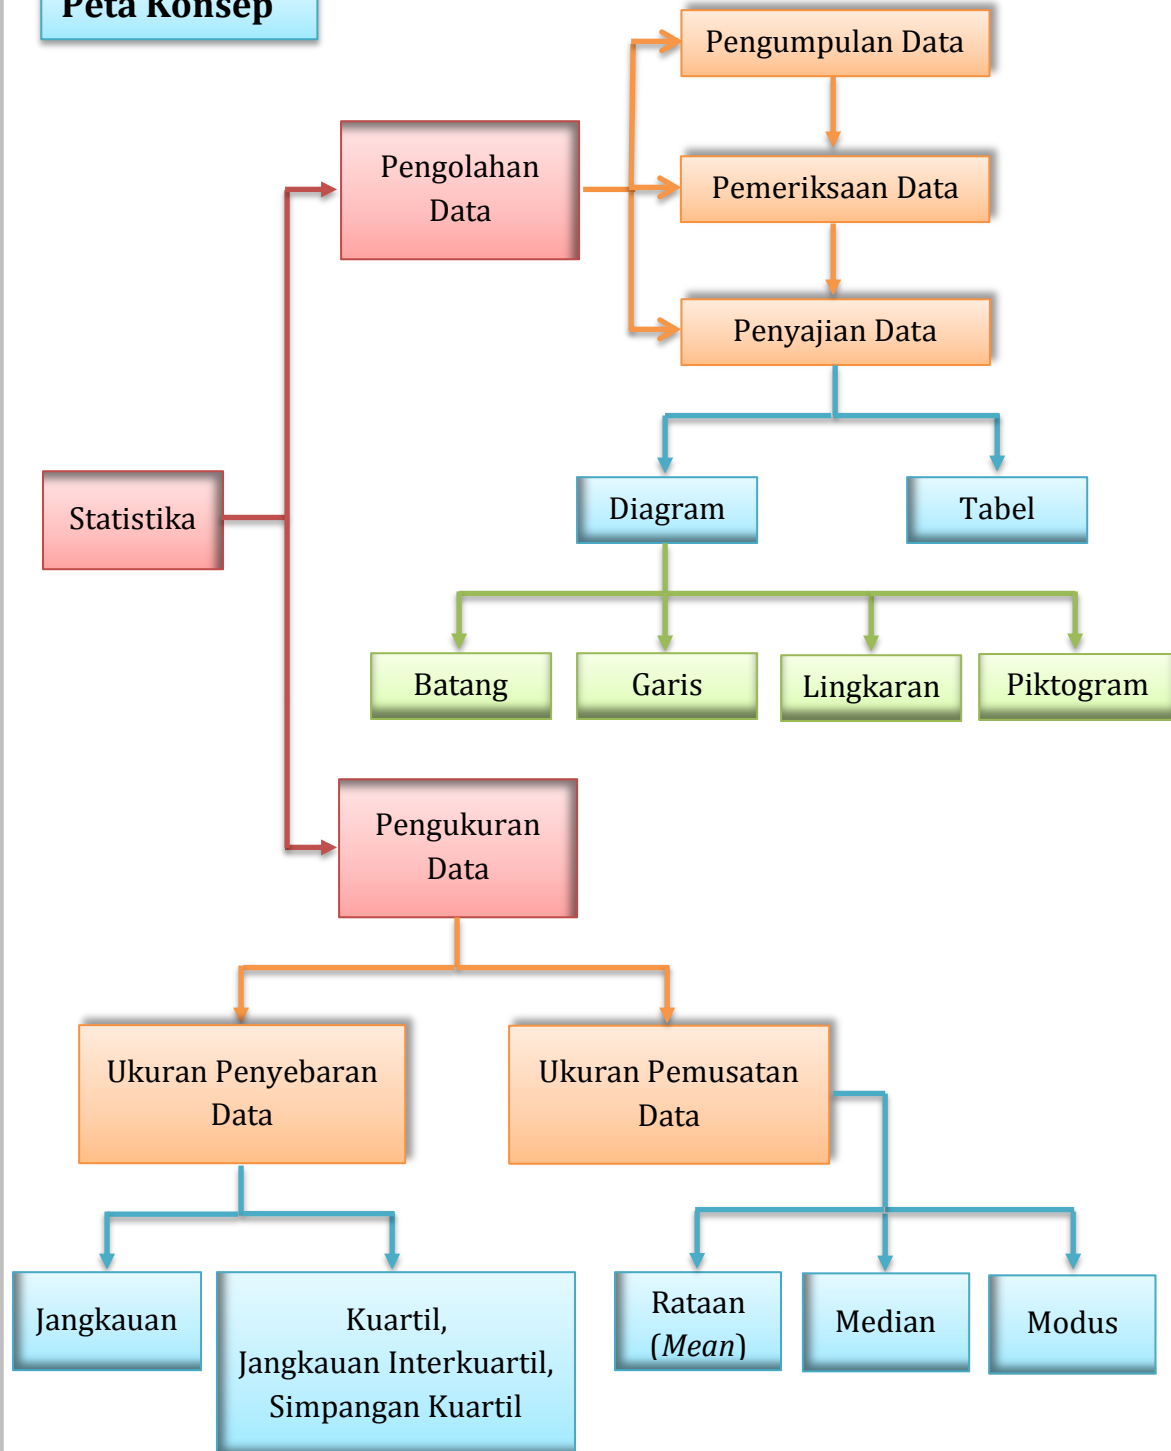 Peta Konsep
Pengumpulan Data
Pengolahan
Data
Pemeriksaan Data
Penyajian Data
Statistika
Diagram
Tabel
Batang
Garis
Lingkaran
Piktogram
Pengukuran
Data
Ukuran Penyebaran
Data
Ukuran Pemusatan
Data
Jangkauan
Kuartil,
Jangkauan Interkuartil,
Simpangan Kuartil
Rataan
(Mean)
Median
Modus